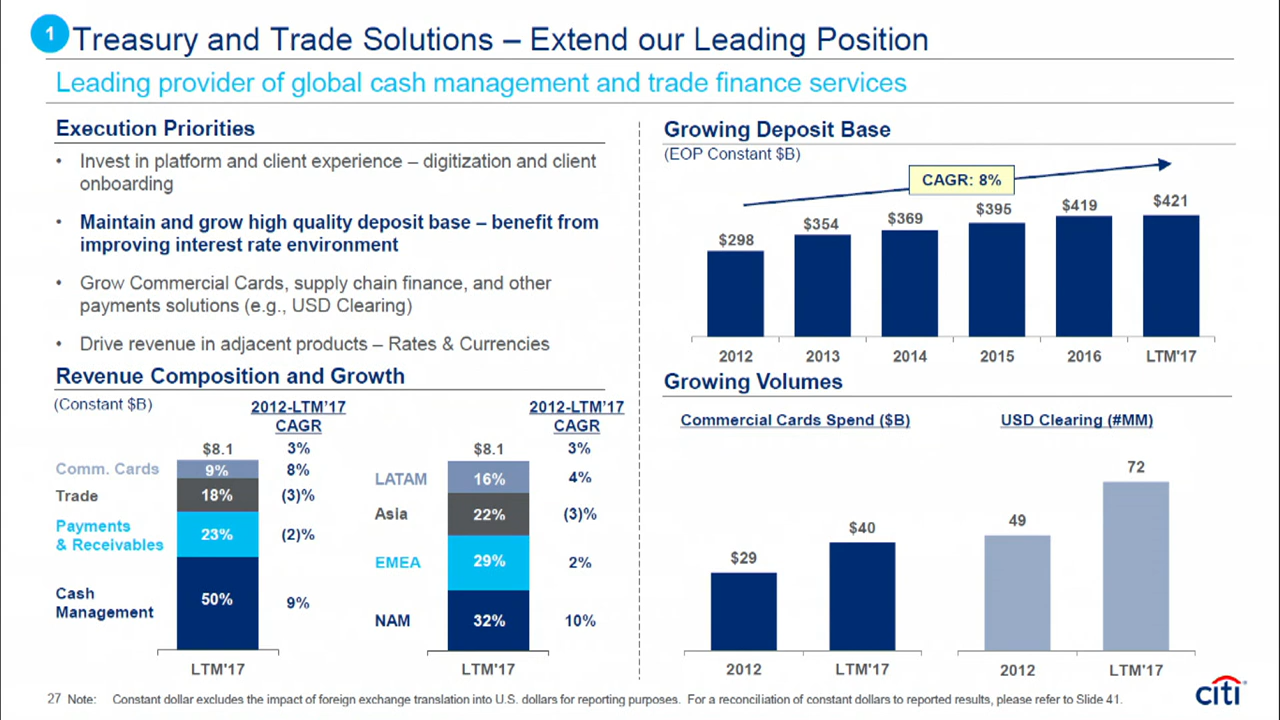 1
Treasury and Trade Solutions – Extend our Leading Position
Leading provider of global cash management and trade finance services
Execution Priorities
• Invest in platform and client experience – digitization and client
onboarding
• Maintain and grow high quality deposit base – benefit from
improving interest rate environment
• Grow Commercial Cards, supply chain finance, and other
payments solutions (e.g., USD Clearing)
• Drive revenue in adjacent products – Rates & Currencies
Revenue Composition and Growth
(Constant $B)
2012-LTM'17
CAGR
$8.1 3%
Comm. Cards 9% 8%
Trade 18% (3)%
Payments
& Receivables 23% (2)%
Cash
Management 50% 9%
LTM'17
2012-LTM'17
CAGR
$8.1 3%
LATAM 16% 4%
Asia 22% (3)%
EMEA 29% 2%
NAM 32% 10%
LTM'17
Growing Deposit Base
(EOP Constant $B)
CAGR: 8%
$298 $354 $369 $395 $419 $421
2012 2013 2014 2015 2016 LTM'17
Growing Volumes
Commercial Cards Spend ($B)
$29 $40
2012 LTM'17
USD Clearing (#MM)
49 72
2012 LTM'17
27 Note: Constant dollar excludes the impact of foreign exchange translation into U.S. dollars for reporting purposes. For a reconciliation of constant dollars to reported results, please refer to Slide 41.
citi